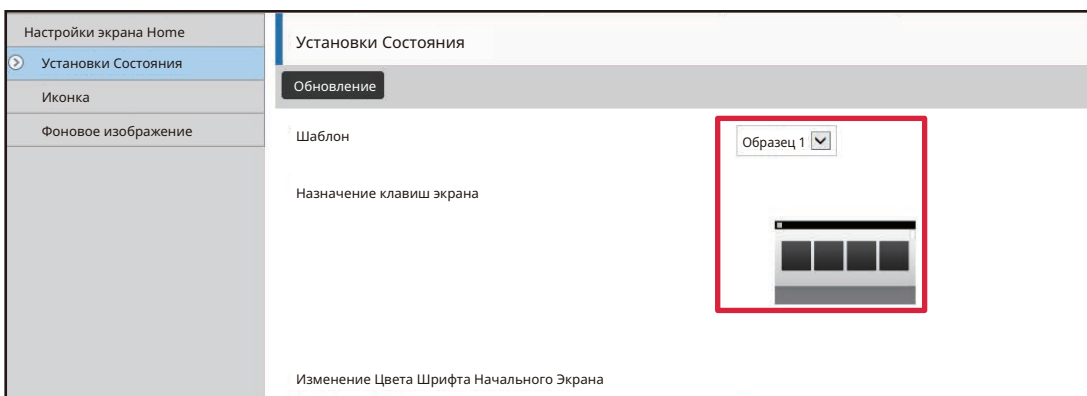 Настройки экрана Home
Установки Состояния
Иконка
Фоновое изображение
Установки Состояния
Обновление
Шаблон
Образец 1
Назначение клавиш экрана
Изменение Цвета Шрифта Начального Экрана